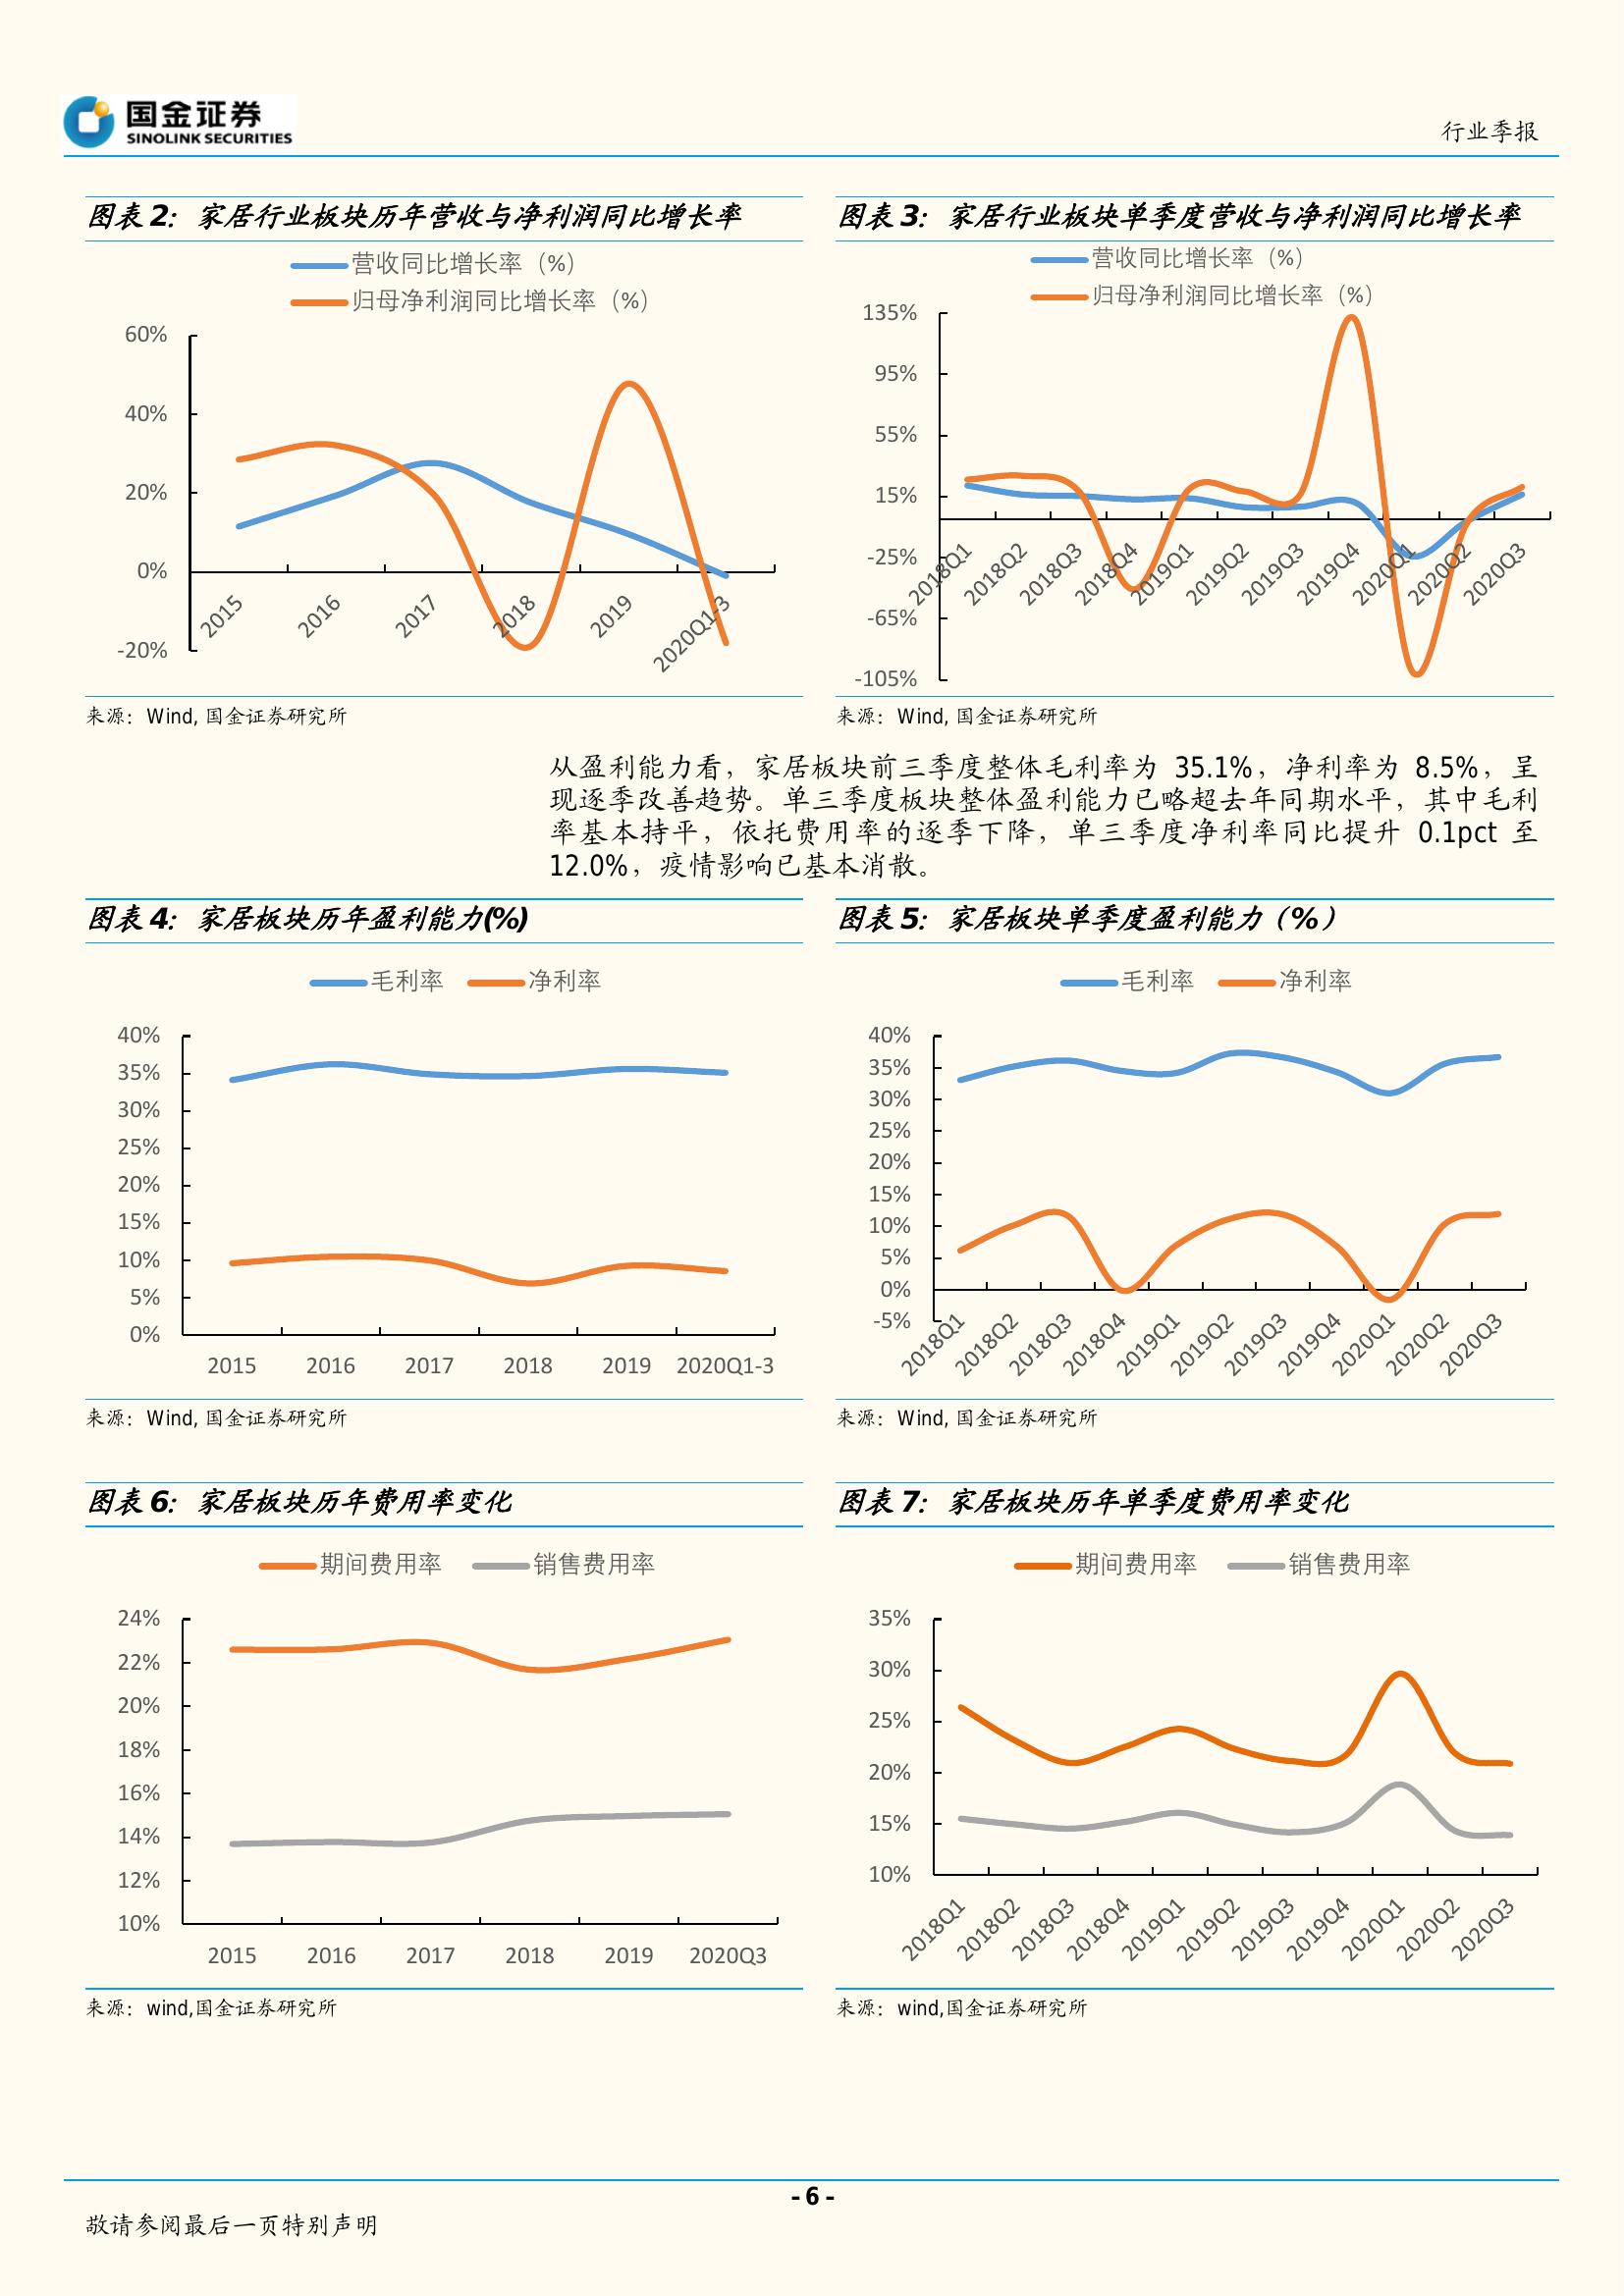 国金证券
SINOLINK SECURITIES
行业季报
图表2: 家居行业板块历年营收与净利润同比增长率
营收同比增长率（%）
归母净利润同比增长率（%）
60%
40%
20%
0%
-20%
2015
2016
2017
2018
2019
2020Q1-3
来源：Wind, 国金证券研究所
图表3: 家居行业板块单季度营收与净利润同比增长率
营收同比增长率（%）
归母净利润同比增长率（%）
135%
95%
55%
15%
-25%
-65%
-105%
2018Q1
2018Q2
2018Q3
2018Q4
2019Q1
2019Q2
2019Q3
2019Q4
2020Q1
2020Q2
2020Q3
来源：Wind, 国金证券研究所
从盈利能力看，家居板块前三季度整体毛利率为 35.1%，净利率为 8.5%，呈
现逐季改善趋势。单三季度板块整体盈利能力已略超去年同期水平，其中毛利
率基本持平，依托费用率的逐季下降，单三季度净利率同比提升 0.1pct 至
12.0%，疫情影响已基本消散。
图表4: 家居板块历年盈利能力(%)
毛利率 净利率
40%
35%
30%
25%
20%
15%
10%
5%
0%
2015 2016 2017 2018 2019 2020Q1-3
来源：Wind, 国金证券研究所
图表5: 家居板块单季度盈利能力（%）
毛利率 净利率
40%
35%
30%
25%
20%
15%
10%
5%
0%
-5%
2018Q1
2018Q2
2018Q3
2018Q4
2019Q1
2019Q2
2019Q3
2019Q4
2020Q1
2020Q2
2020Q3
来源：Wind, 国金证券研究所
图表6: 家居板块历年费用率变化
期间费用率 销售费用率
24%
22%
20%
18%
16%
14%
12%
10%
2015 2016 2017 2018 2019 2020Q3
来源：wind,国金证券研究所
图表7: 家居板块历年单季度费用率变化
期间费用率 销售费用率
35%
30%
25%
20%
15%
10%
2018Q1
2018Q2
2018Q3
2018Q4
2019Q1
2019Q2
2019Q3
2019Q4
2020Q1
2020Q2
2020Q3
来源：wind,国金证券研究所
- 6 -
敬请参阅最后一页特别声明